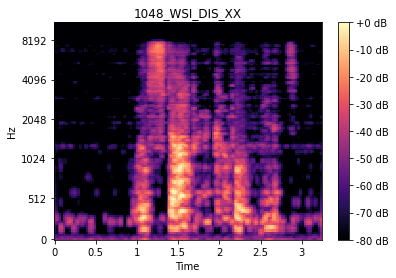 1048_WSI_DIS_XX
8192
4096
2048
1024
512
0
Hz
0
0.5
1
1.5
2
2.5
3
Time
+0 dB
-10 dB
-20 dB
-30 dB
-40 dB
-50 dB
-60 dB
-70 dB
-80 dB